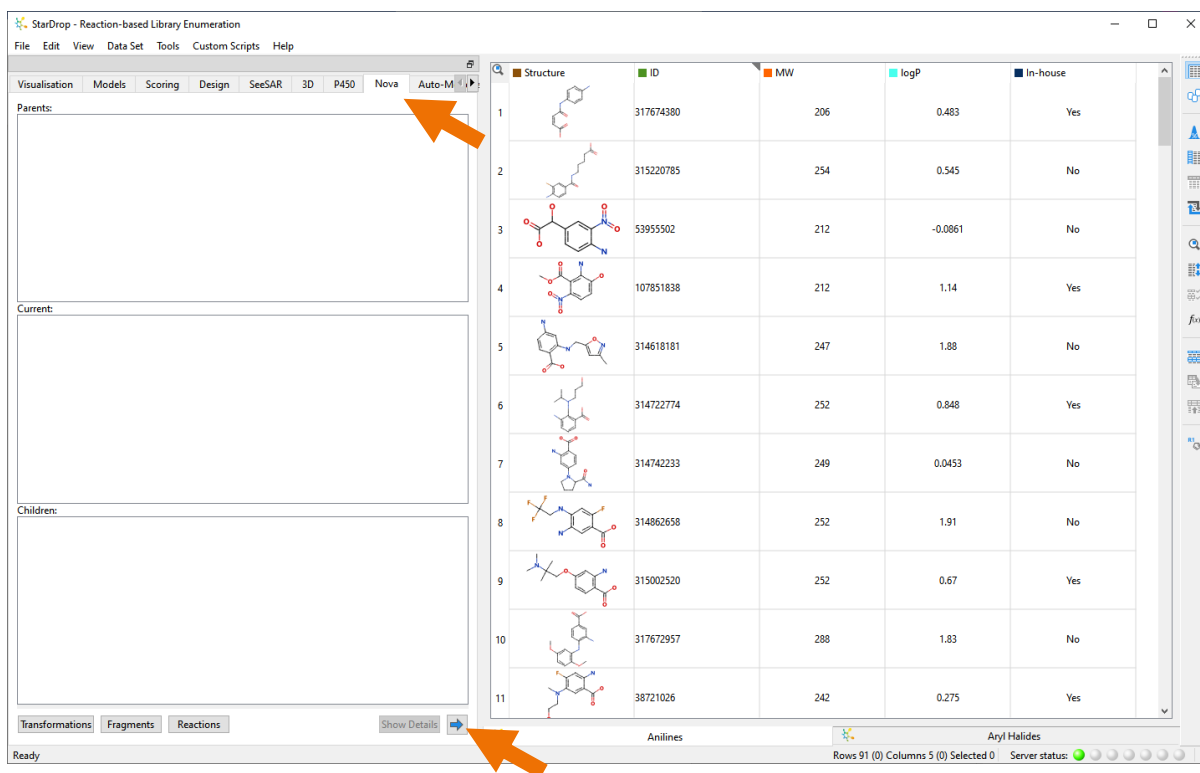 StarDrop - Reaction-based Library Enumeration
File Edit View Data Set Tools Custom Scripts Help
Visualisation Models Scoring Design SeeSAR 3D P450 Nova Auto-M
Parents:
Current:
Children:
Transformations Fragments Reactions Show Details
Structure ID MW logP In-house
1 317674380 206 0.483 Yes
2 315220785 254 0.545 No
3 53955502 212 -0.0861 No
4 107851838 212 1.14 Yes
5 314618181 247 1.88 No
6 314722774 252 0.848 Yes
7 314742233 249 0.0453 No
8 314862658 252 1.91 No
9 315002520 252 0.67 Yes
10 317672957 288 1.83 No
11 38721026 242 0.275 Yes
Anilines Aryl Halides
Ready Rows 91 (0) Columns 5 (0) Selected 0 Server status: